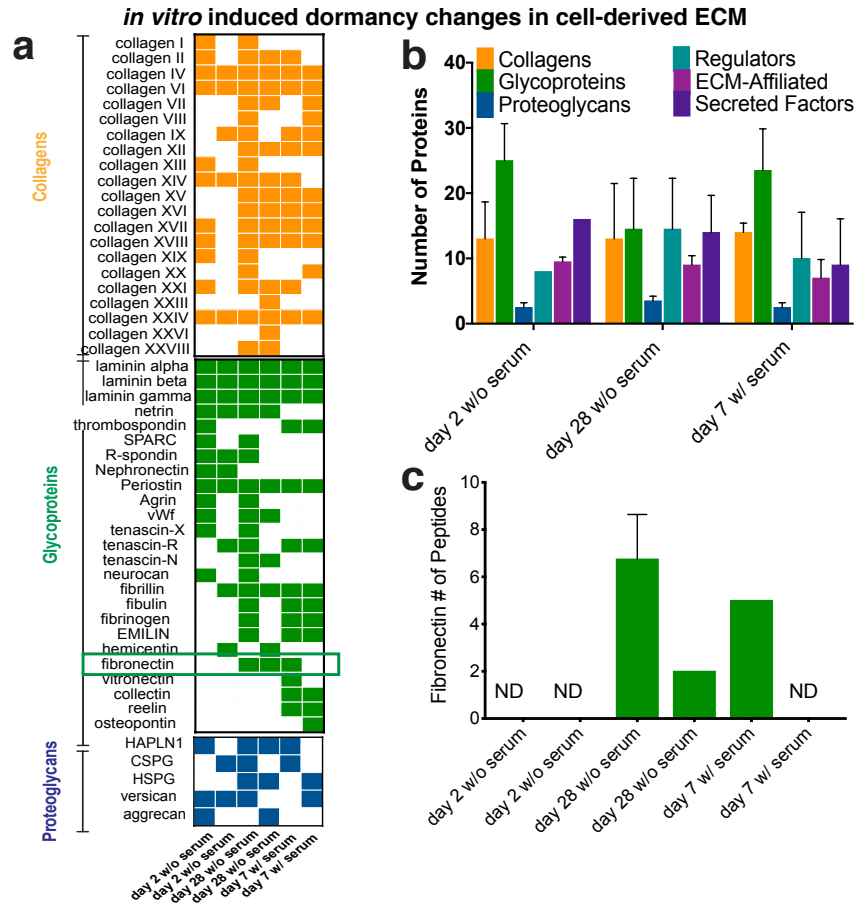 in vitro induced dormancy changes in cell-derived ECM
a
Collagens
collagen I
collagen II
collagen IV
collagen VI
collagen VII
collagen VIII
collagen IX
collagen XII
collagen XIII
collagen XIV
collagen XV
collagen XVI
collagen XVII
collagen XVIII
collagen XIX
collagen XX
collagen XXI
collagen XXIII
collagen XXIV
collagen XXVI
collagen XXVIII
Glycoproteins
laminin alpha
laminin beta
laminin gamma
netrin
thrombospondin
SPARC
R-spondin
Nephronectin
Periostin
Agrin
vWf
tenascin-X
tenascin-R
tenascin-N
neurocan
fibrillin
fibulin
fibrinogen
EMILIN
hemicentin
fibronectin
vitronectin
collectin
reelin
osteopontin
Proteoglycans
HAPLN1
CSPG
HSPG
versican
aggrecan
day 2 w/o serum
day 2 w/o serum
day 28 w/o serum
day 28 w/o serum
day 7 w/ serum
day 7 w/ serum
b
Number of Proteins
40
30
20
10
0
Collagens
Glycoproteins
Proteoglycans
Regulators
ECM-Affiliated
Secreted Factors
day 2 w/o serum
day 28 w/o serum
day 7 w/ serum
c
Fibronectin # of Peptides
10
8
6
4
2
0
ND
ND
ND
day 2 w/o serum
day 2 w/o serum
day 28 w/o serum
day 28 w/o serum
day 7 w/ serum
day 7 w/ serum